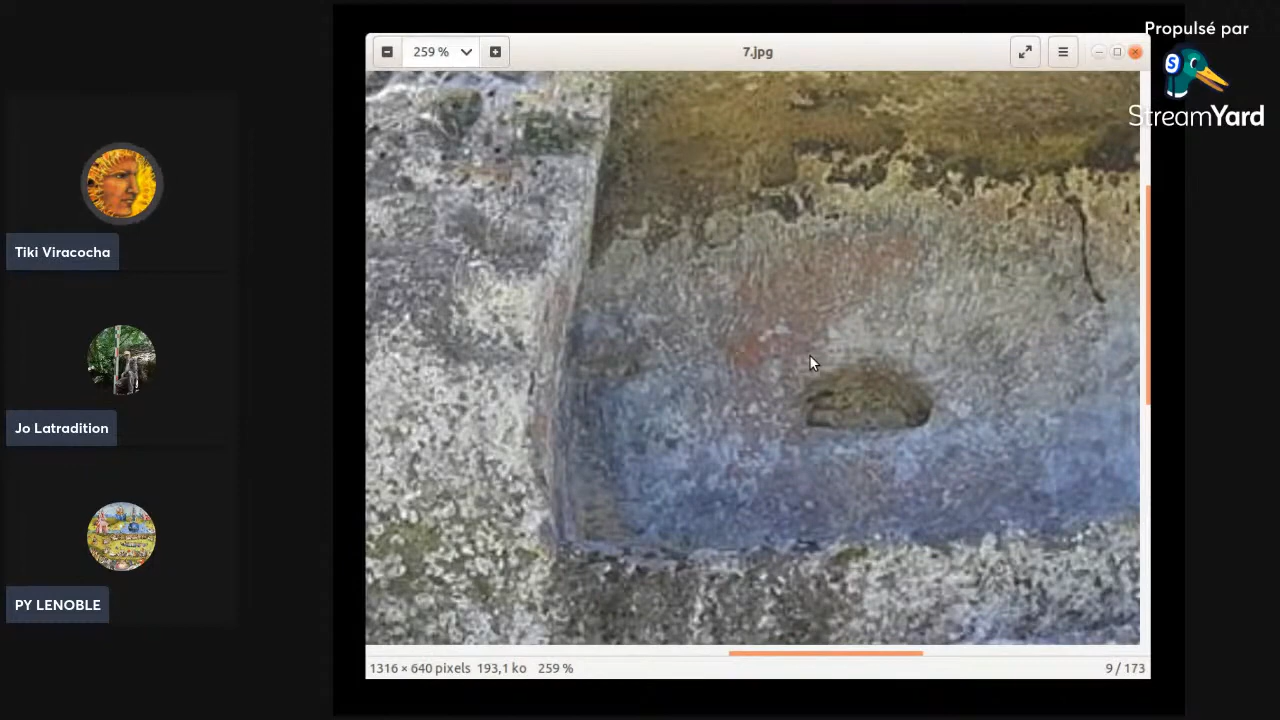 Propulsé par
StreamYard
259 %
7.jpg
Tiki Viracocha
Jo Latradition
PY LENOBLE
1316 × 640 pixels 193,1 ko 259 %
9 / 173